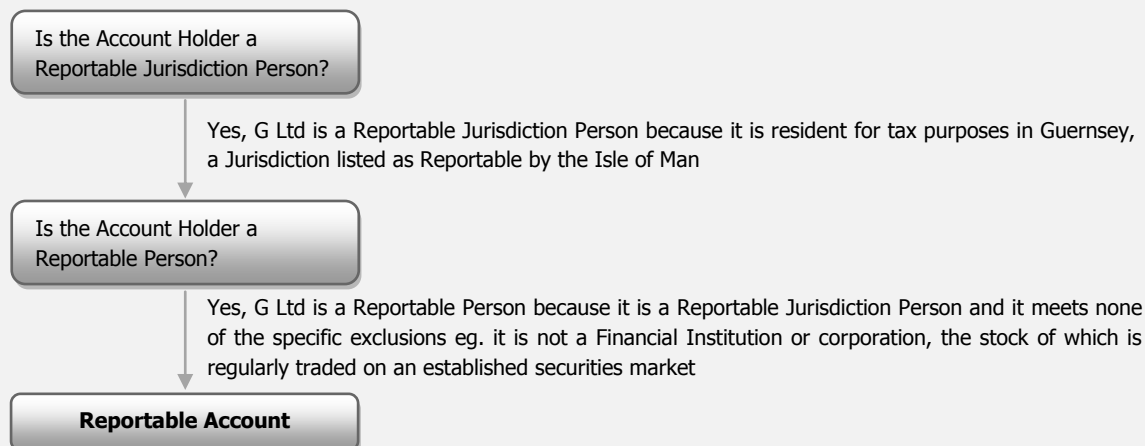 Is the Account Holder a
Reportable Jurisdiction Person?
Yes, G Ltd is a Reportable Jurisdiction Person because it is resident for tax purposes in Guernsey,
a Jurisdiction listed as Reportable by the Isle of Man
Is the Account Holder a
Reportable Person?
Yes, G Ltd is a Reportable Person because it is a Reportable Jurisdiction Person and it meets none
of the specific exclusions eg. it is not a Financial Institution or corporation, the stock of which is
regularly traded on an established securities market
Reportable Account